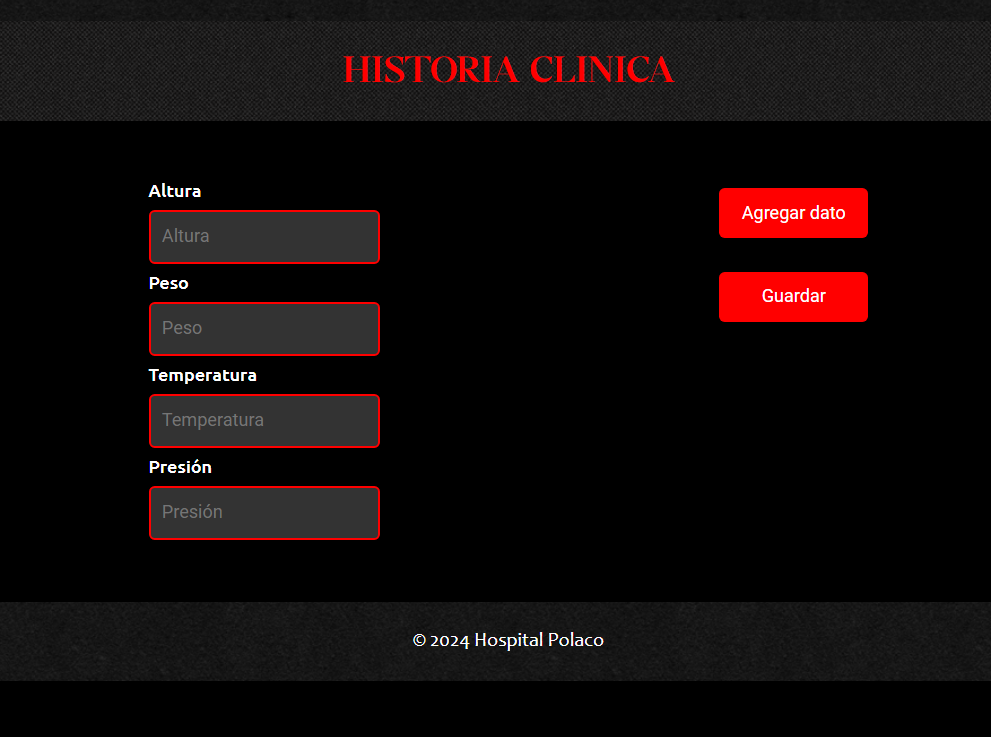 HISTORIA CLINICA
Altura
Altura
Peso
Peso
Temperatura
Temperatura
Presión
Presión
Agregar dato
Guardar
© 2024 Hospital Polaco